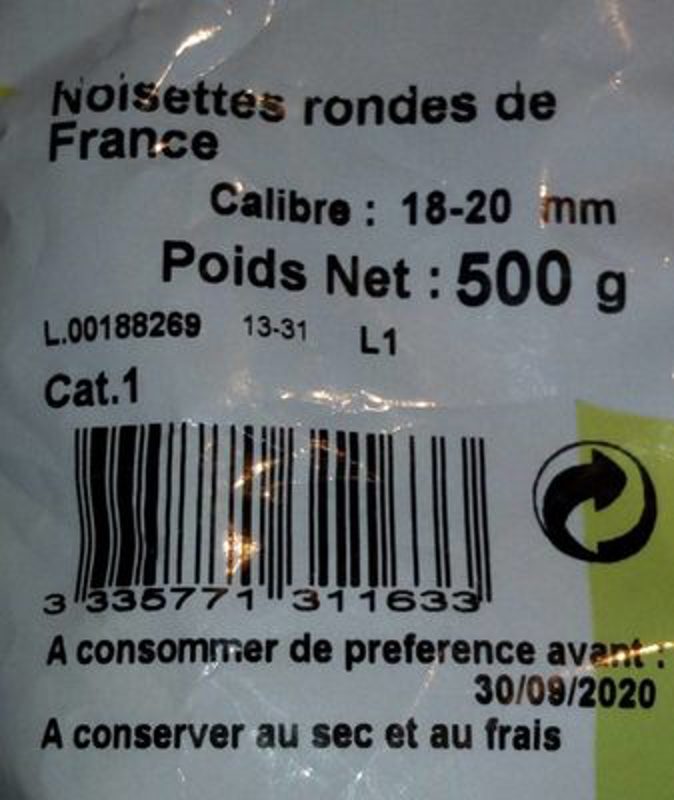 Noisettes rondes de
France
Calibre : 18-20 mm
Poids Net : 500 g
L.00188269 13-31 L1
Cat.1
3 335771 311633
A consommer de preference avant :
30/09/2020
A conserver au sec et au frais